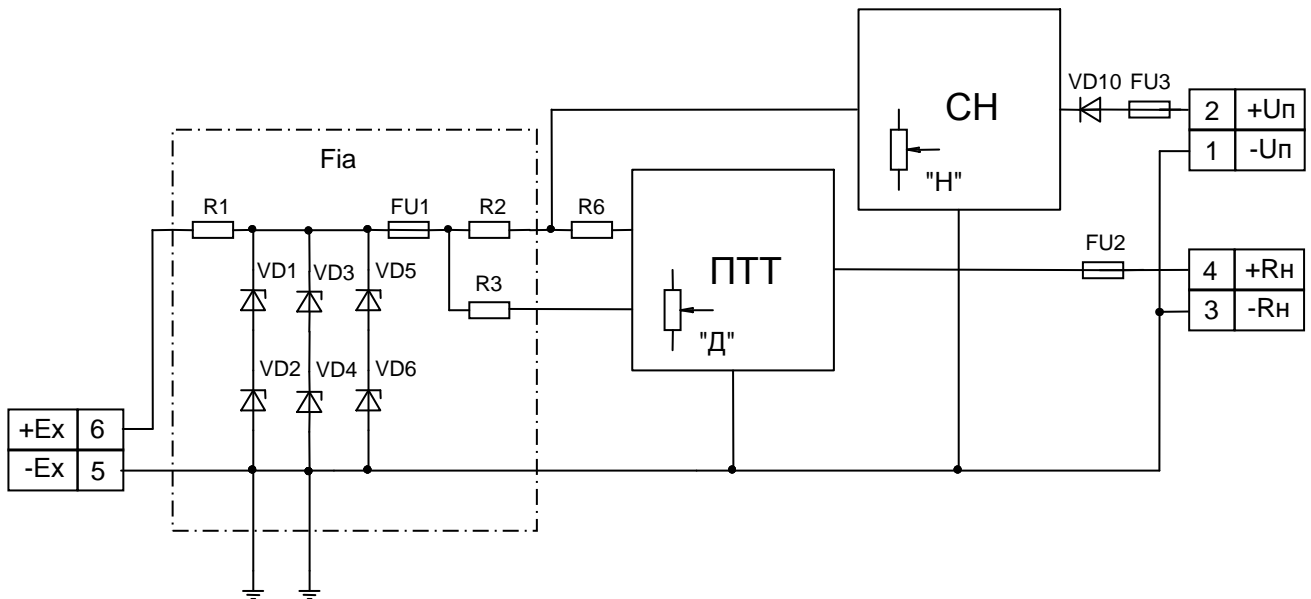 СН
VD10
FU3
2 +Uп
1 -Uп
"Н"
Fia
R1
FU1
R2
R6
VD1
VD3
VD5
R3
ПТТ
"Д"
FU2
4 +Rн
3 -Rн
VD2
VD4
VD6
+Ex 6
-Ex 5